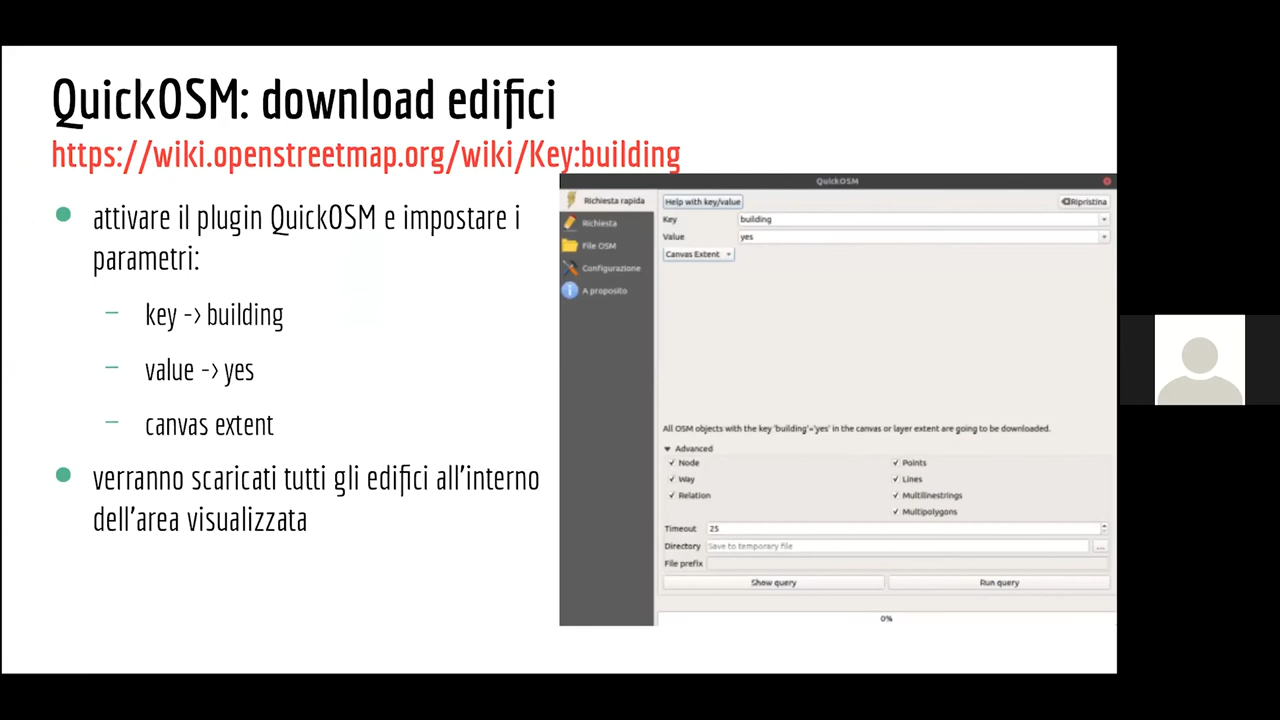 QuickOSM: download edifici
https://wiki.openstreetmap.org/wiki/Key:building
attivare il plugin QuickOSM e impostare i
parametri:
key -> building
value -> yes
canvas extent
verranno scaricati tutti gli edifici all'interno
dell'area visualizzata
QuickOSM
Richiesta rapida
Richiesta
File OSM
Configurazione
A proposito
Help with key/value
Ripristina
Key building
Value yes
Canvas Extent
All OSM objects with the key 'building'='yes' in the canvas or layer extent are going to be downloaded.
Advanced
Node Points
Way Lines
Relation Multilinestrings
Multipolygons
Timeout 25
Directory Save to temporary file ...
File prefix
Show query Run query
0%